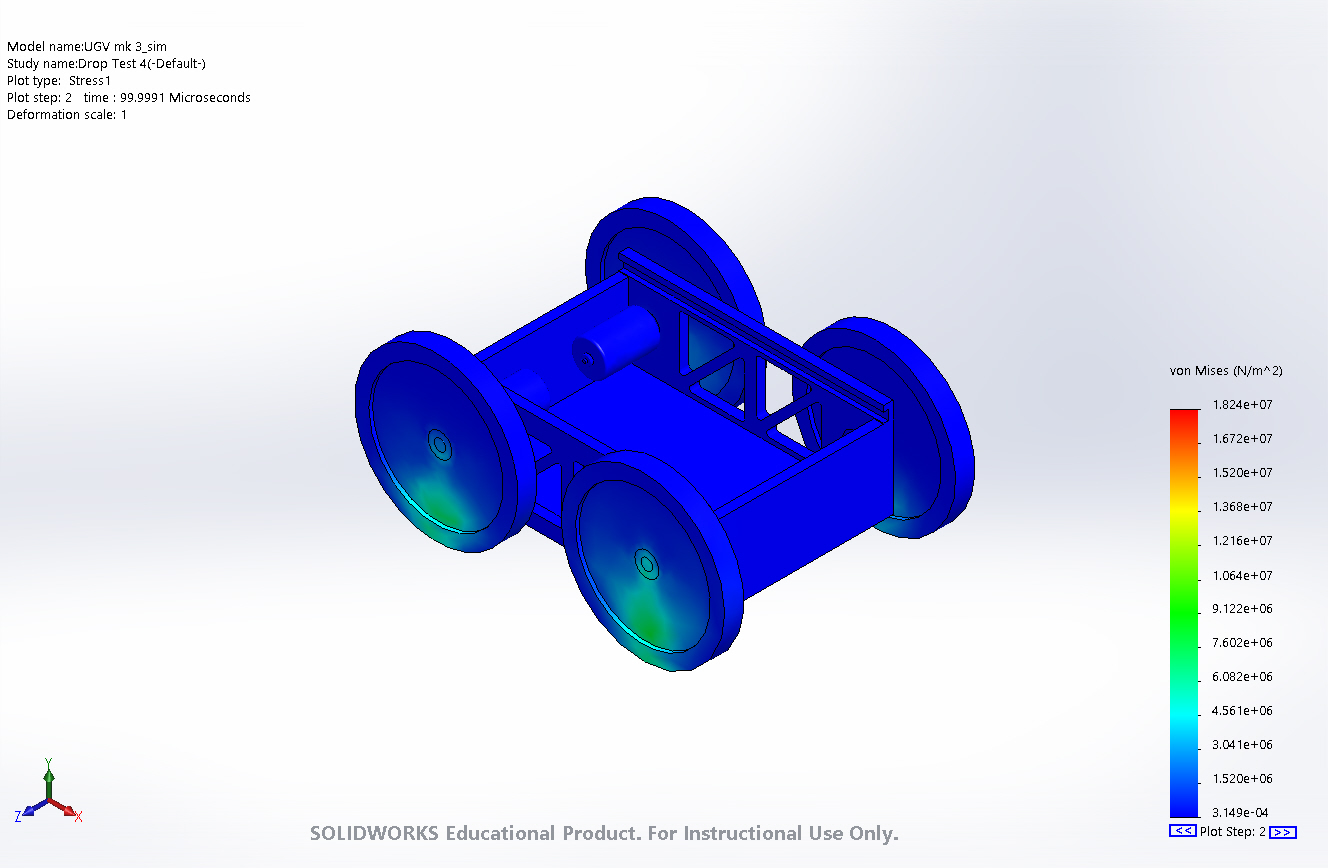 Model name:UGV mk 3_sim
Study name:Drop Test 4(-Default-)
Plot type: Stress1
Plot step: 2 time : 99.9991 Microseconds
Deformation scale: 1
von Mises (N/m^2)
1.824e+07
1.672e+07
1.520e+07
1.368e+07
1.216e+07
1.064e+07
9.122e+06
7.602e+06
6.082e+06
4.561e+06
3.041e+06
1.520e+06
3.149e-04
<< Plot Step: 2 >>
Y
Z
X
SOLIDWORKS Educational Product. For Instructional Use Only.